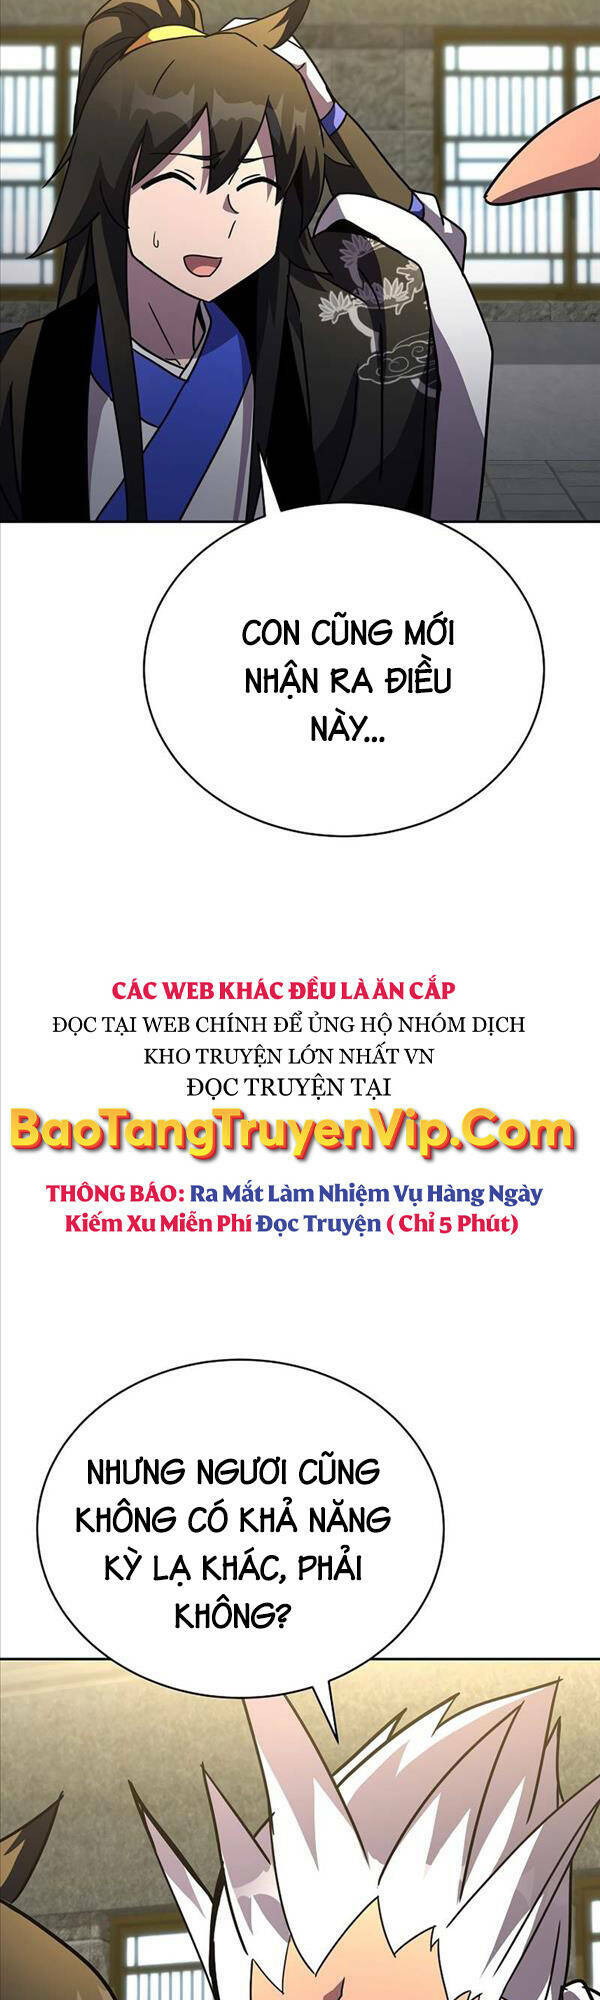 CON CŨNG MỚI
NHẬN RA ĐIỀU
NÀY...
CÁC WEB KHÁC ĐỀU LÀ ĂN CẮP
ĐỌC TẠI WEB CHÍNH ĐỂ ỦNG HỘ NHÓM DỊCH
KHO TRUYỆN LỚN NHẤT VN
ĐỌC TRUYỆN TẠI
BaoTangTruyenVip.Com
THÔNG BÁO: Ra Mắt Làm Nhiệm Vụ Hàng Ngày
Kiếm Xu Miễn Phí Đọc Truyện ( Chỉ 5 Phút)
NHƯNG NGƯƠI CŨNG
KHÔNG CÓ KHẢ NĂNG
KỲ LẠ KHÁC, PHẢI
KHÔNG?